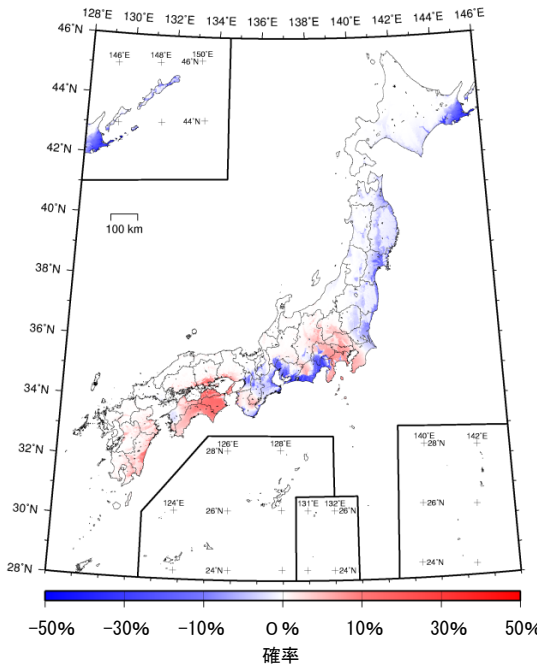 128˚E 130˚E 132˚E 134˚E 136˚E 138˚E 140˚E 142˚E 144˚E 146˚E
46˚N
146˚E 148˚E 150˚E
46˚N
44˚N
44˚N
42˚N
40˚N
100 km
38˚N
36˚N
34˚N
32˚N
126˚E 128˚E
28˚N
140˚E 142˚E
28˚N
124˚E
26˚N
131˚E 132˚E
26˚N
26˚N
30˚N
24˚N
24˚N
24˚N
28˚N
-50% -30% -10% 0% 10% 30% 50%
確率